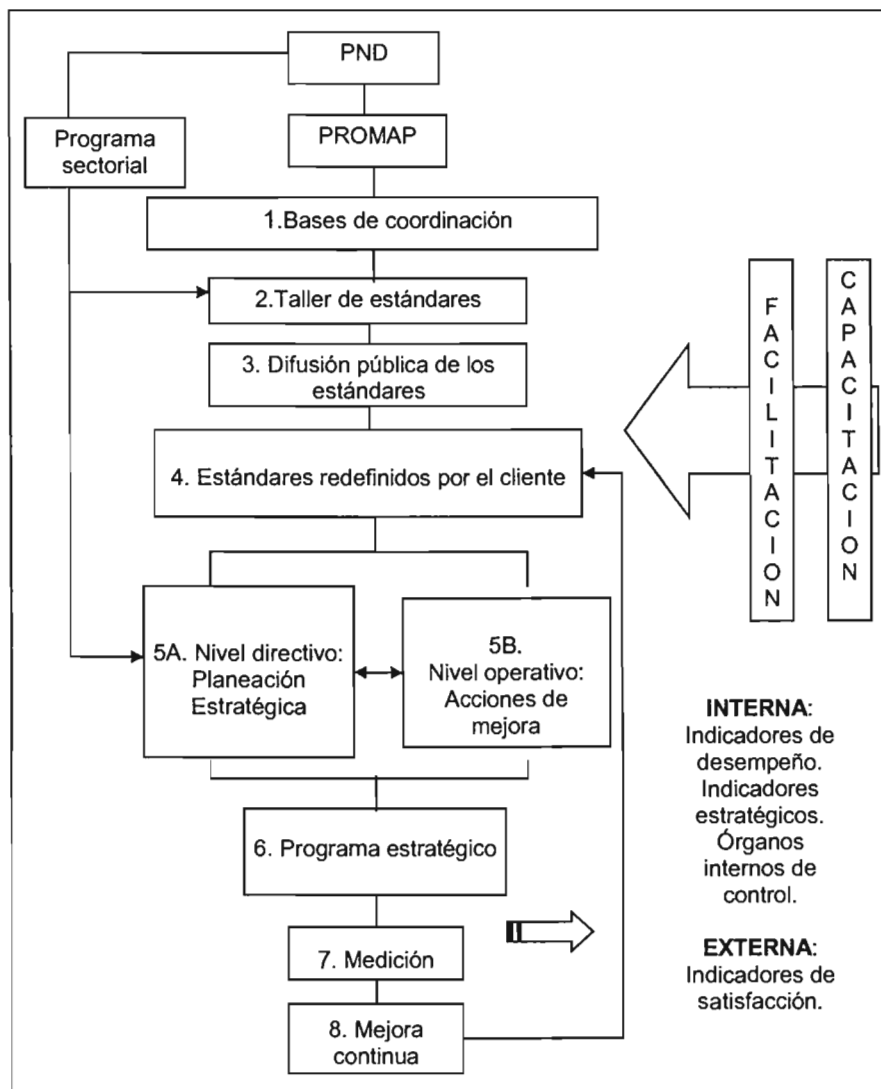 PND
Programa
sectorial
PROMAP
1.Bases de coordinación
2.Taller de estándares
3. Difusión pública de los
estándares
4. Estándares redefinidos por el cliente
5A. Nivel directivo:
Planeación
Estratégica
5B.
Nivel operativo:
Acciones de
mejora
6. Programa estratégico
7. Medición
8. Mejora
continua
FACILITACION
CAPACITACION
INTERNA:
Indicadores de
desempeño.
Indicadores
estratégicos.
Órganos
internos de
control.
EXTERNA:
Indicadores de
satisfacción.